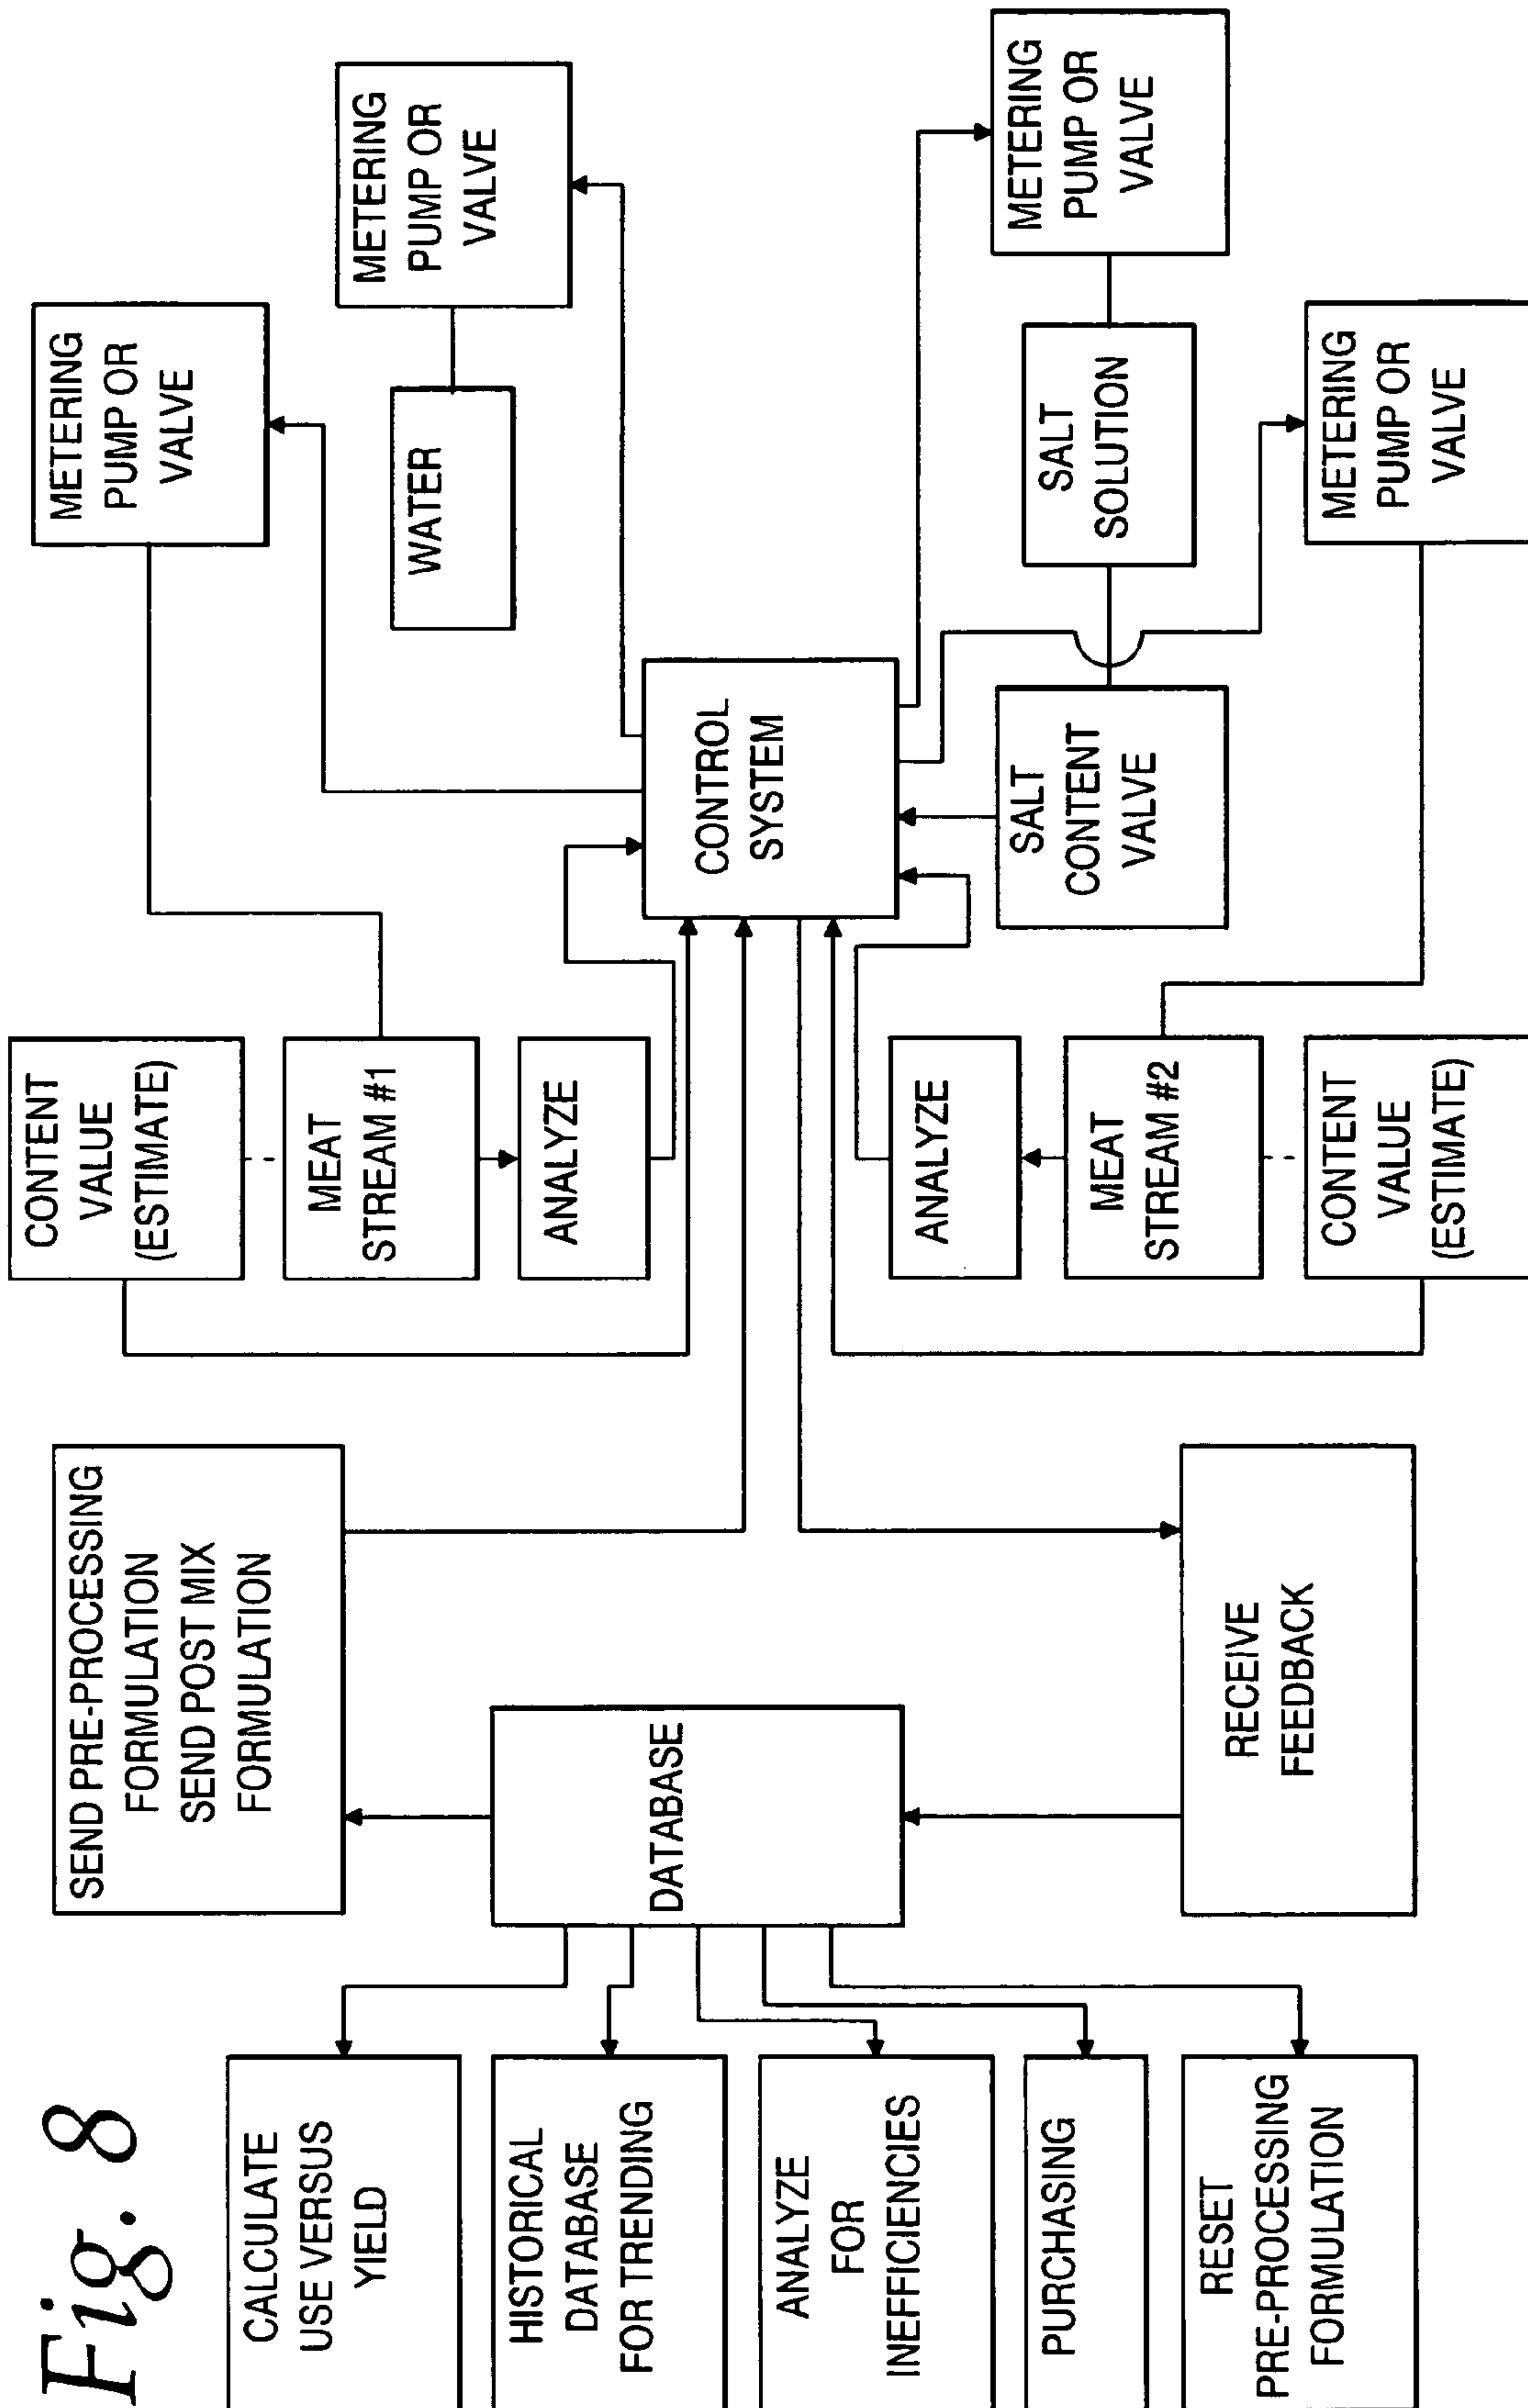 Fig. 8
CALCULATE
USE VERSUS
YIELD
HISTORICAL
DATABASE
FOR TRENDING
ANALYZE
FOR
INEFFICIENCIES
PURCHASING
RESET
PRE-PROCESSING
FORMULATION
SEND PRE-PROCESSING
FORMULATION
SEND POST MIX
FORMULATION
DATABASE
RECEIVE
FEEDBACK
CONTENT
VALUE
(ESTIMATE)
MEAT
STREAM #1
ANALYZE
ANALYZE
MEAT
STREAM #2
CONTENT
VALUE
(ESTIMATE)
CONTROL
SYSTEM
SALT
CONTENT
VALVE
METERING
PUMP OR
VALVE
WATER
METERING
PUMP OR
VALVE
SALT
SOLUTION
METERING
PUMP OR
VALVE
METERING
PUMP OR
VALVE